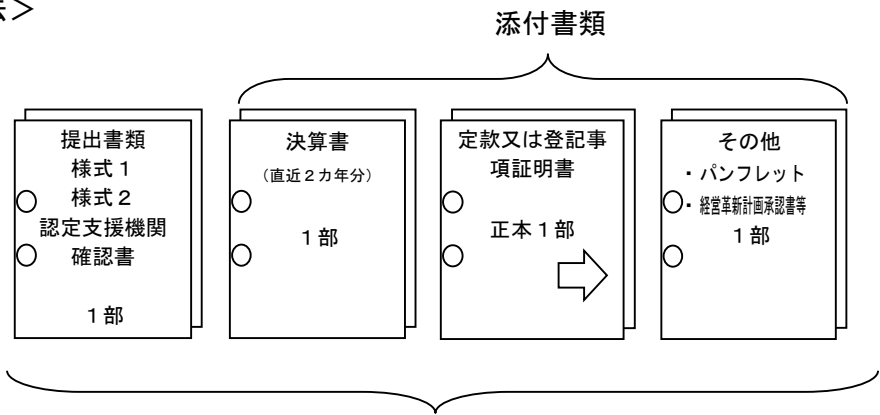 法＞
添付書類
提出書類
様式１
様式２
認定支援機関
確認書
１部
決算書
（直近２カ年分）
１部
定款又は登記事
項証明書
正本１部
その他
・パンフレット
・経営革新計画承認書等
１部